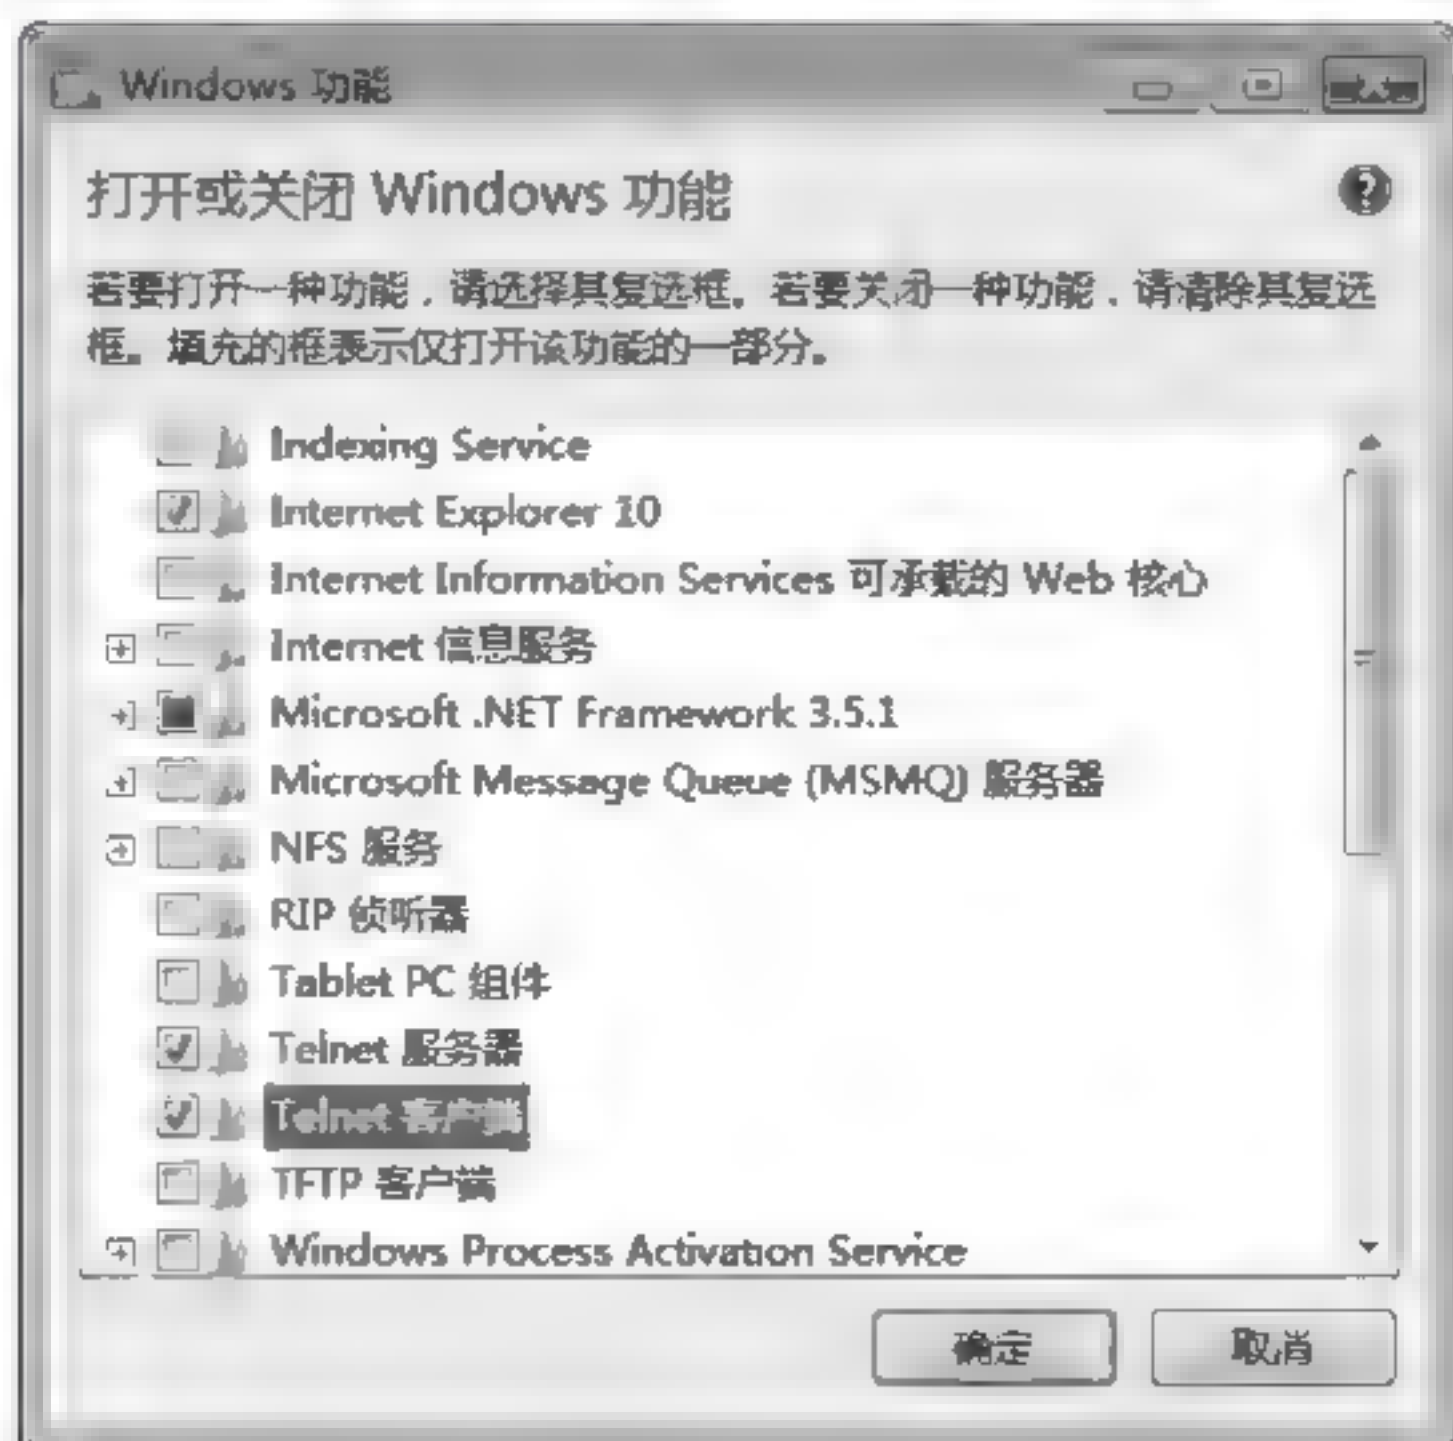 Windows 功能
打开或关闭 Windows 功能
若要打开一种功能，请选择其复选框。若要关闭一种功能，请清除其复选
框。填充的框表示仅打开该功能的一部分。
Indexing Service
Internet Explorer 10
Internet Information Services 可承载的 Web 核心
Internet 信息服务
Microsoft .NET Framework 3.5.1
Microsoft Message Queue (MSMQ) 服务器
NFS 服务
RIP 侦听器
Tablet PC 组件
Telnet 服务器
Telnet 客户端
TFTP 客户端
Windows Process Activation Service
确定 取消